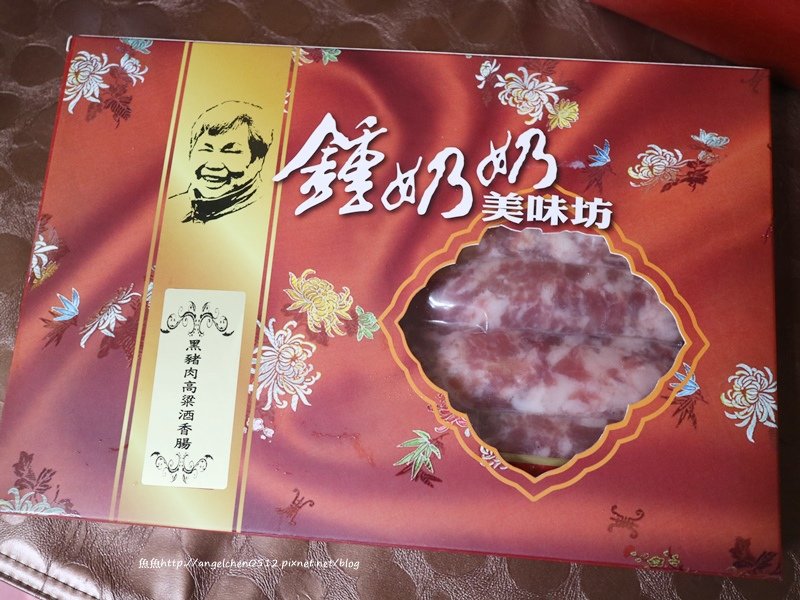 鍾奶奶
美味坊
黑豬肉高粱酒香腸
魚魚http://angelchen0512.pixnet.net/blog